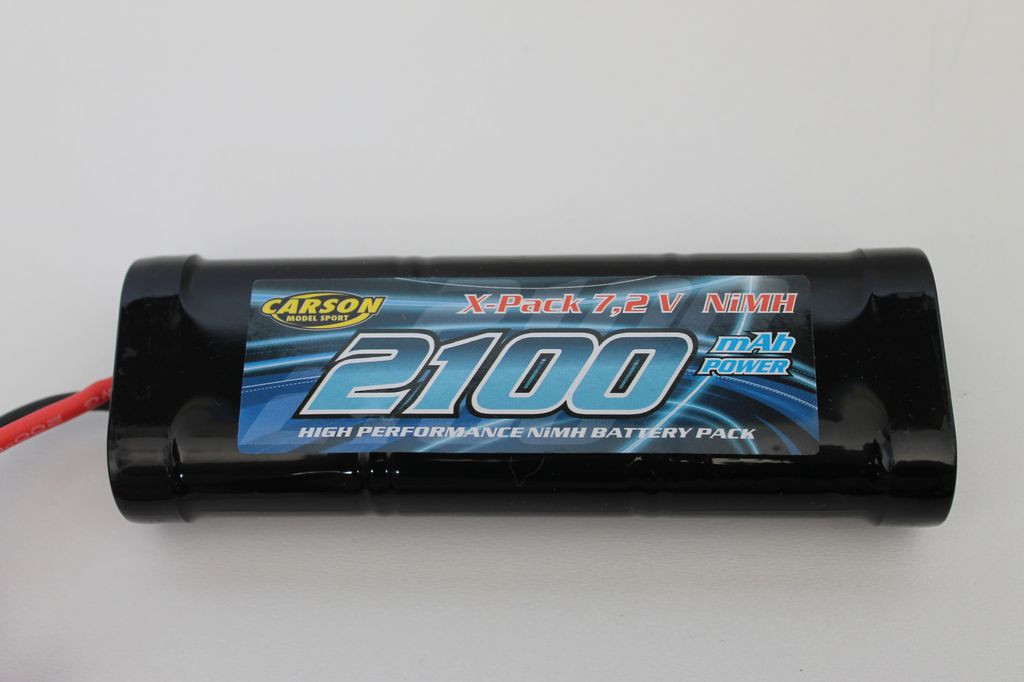 CARSON
MODEL SPORT
X-Pack 7,2 V NiMH
2100
mAh
POWER
HIGH PERFORMANCE NiMH BATTERY PACK